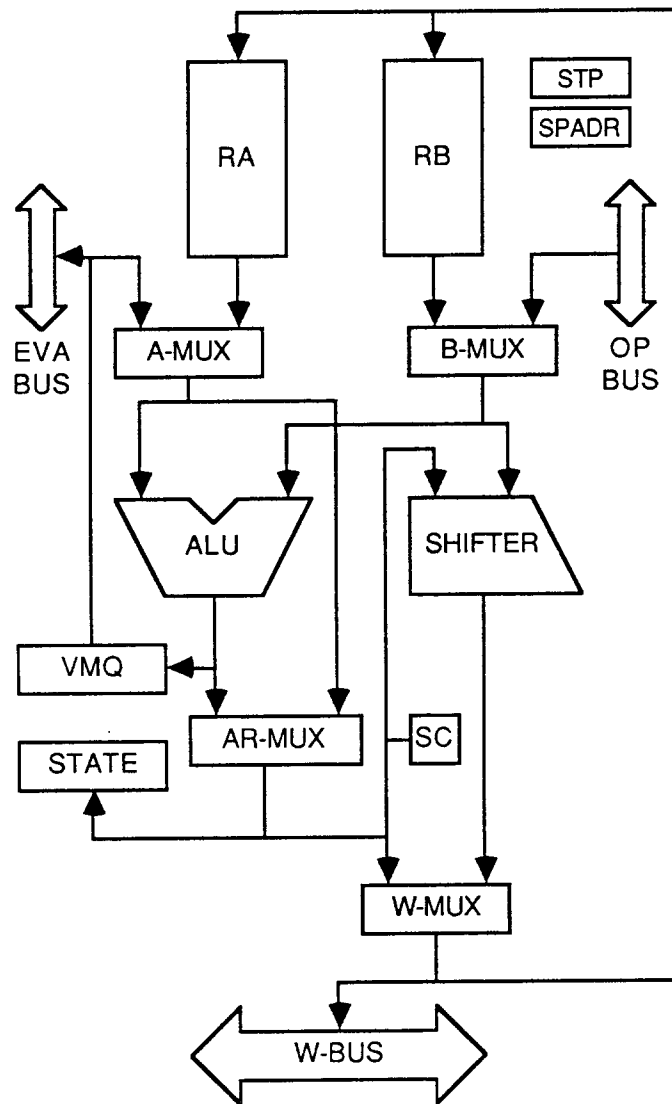 STP
SPADR
RA
RB
EVA
BUS
A-MUX
B-MUX
OP
BUS
ALU
SHIFTER
VMQ
AR-MUX
SC
STATE
W-MUX
W-BUS